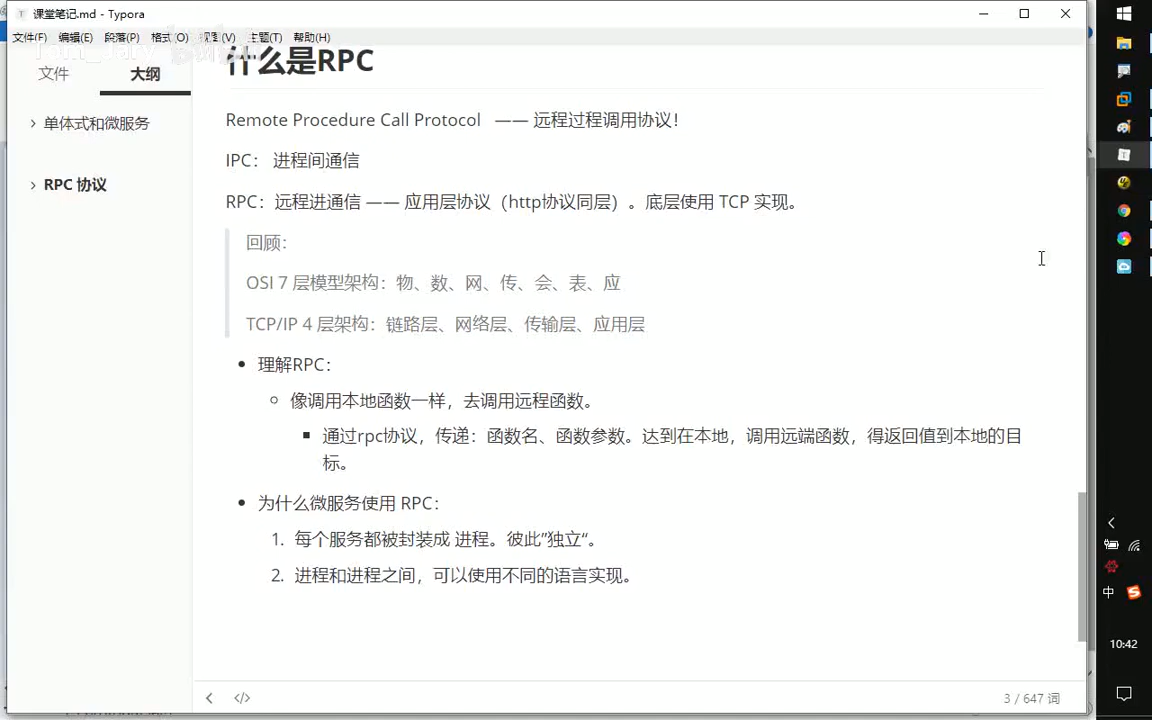 课堂笔记.md - Typora
文件(F) 编辑(E) 段落(P) 格式(O) 视图(V) 主题(T) 帮助(H)
文件 大纲
单体式和微服务
RPC 协议
什么是RPC
Remote Procedure Call Protocol —— 远程过程调用协议！
IPC： 进程间通信
RPC：远程进通信 —— 应用层协议（http协议同层）。底层使用 TCP 实现。
回顾：
OSI 7 层模型架构：物、数、网、传、会、表、应
TCP/IP 4 层架构：链路层、网络层、传输层、应用层
理解RPC：
像调用本地函数一样，去调用远程函数。
通过rpc协议，传递：函数名、函数参数。达到在本地，调用远端函数，得返回值到本地的目
标。
为什么微服务使用 RPC：
1. 每个服务都被封装成 进程。彼此”独立“。
2. 进程和进程之间，可以使用不同的语言实现。
3 / 647 词
中
10:42